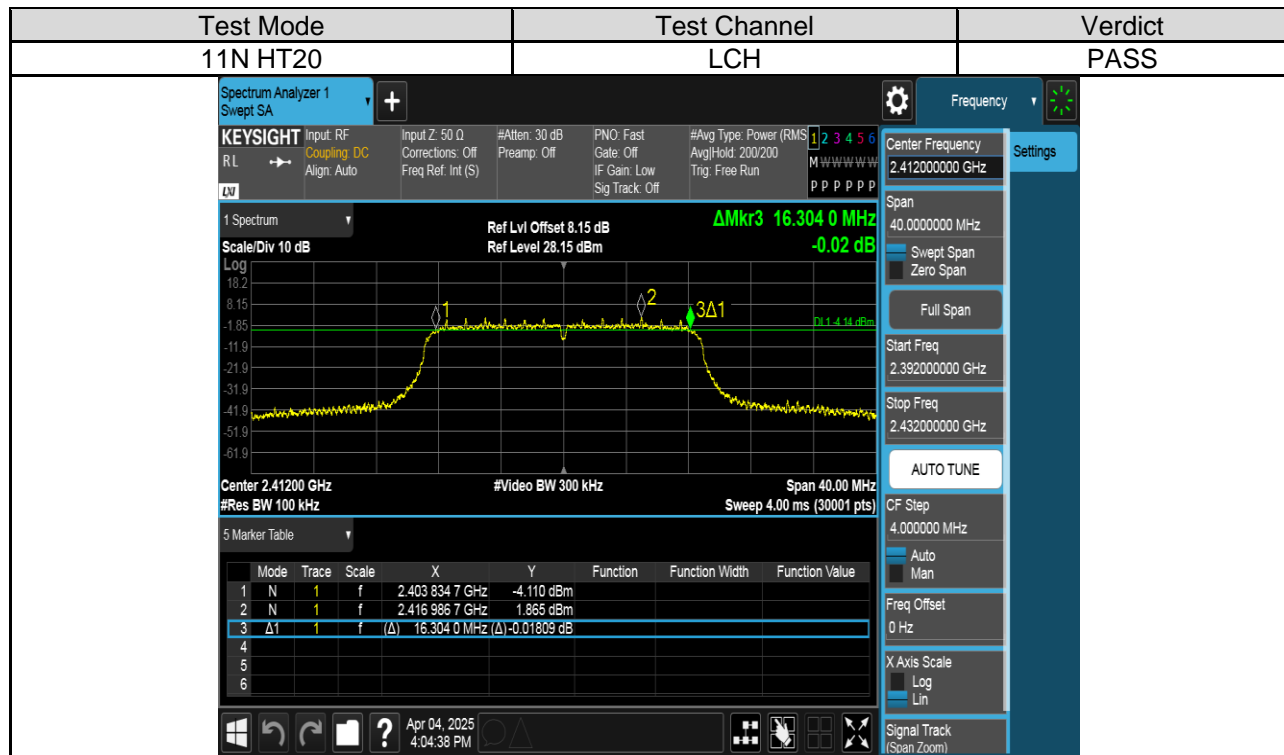 Test Mode Test Channel Verdict
11N HT20 LCH PASS
Spectrum Analyzer 1
Swept SA
+
Frequency
KEYSIGHT
RL
LXI
Input: RF
Coupling: DC
Align: Auto
Input Z: 50 Ω
Corrections: Off
Freq Ref: Int (S)
#Atten: 30 dB
Preamp: Off
PNO: Fast
Gate: Off
IF Gain: Low
Sig Track: Off
#Avg Type: Power (RMS
Avg|Hold: 200/200
Trig: Free Run
1 2 3 4 5 6
M W W W W W
P P P P P P
1 Spectrum
Scale/Div 10 dB
Ref Lvl Offset 8.15 dB
Ref Level 28.15 dBm
ΔMkr3 16.304 0 MHz
-0.02 dB
Log
18.2
8.15
-1.85
-11.9
-21.9
-31.9
-41.9
-51.9
-61.9
1
2
3Δ1
DL1 -4.14 dBm
Center 2.41200 GHz #Video BW 300 kHz Span 40.00 MHz
#Res BW 100 kHz Sweep 4.00 ms (30001 pts)
5 Marker Table
Mode Trace Scale X Y Function Function Width Function Value
1 N 1 f 2.403 834 7 GHz -4.110 dBm
2 N 1 f 2.416 986 7 GHz 1.865 dBm
3 Δ1 1 f (Δ) 16.304 0 MHz (Δ) -0.01809 dB
4
5
6
?
Apr 04, 2025
4:04:38 PM
Center Frequency
2.412000000 GHz
Settings
Span
40.0000000 MHz
Swept Span
Zero Span
Full Span
Start Freq
2.392000000 GHz
Stop Freq
2.432000000 GHz
AUTO TUNE
CF Step
4.000000 MHz
Auto
Man
Freq Offset
0 Hz
X Axis Scale
Log
Lin
Signal Track
(Span Zoom)